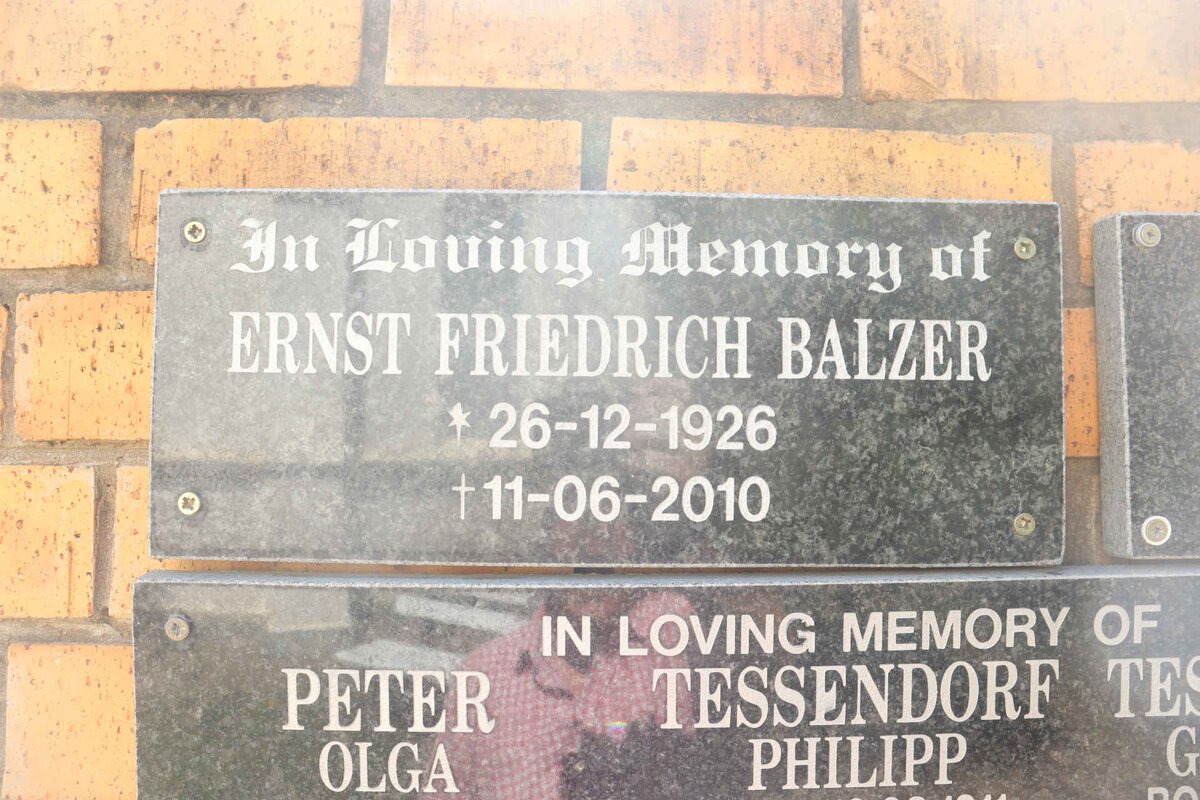 In Loving Memory of
ERNST FRIEDRICH BALZER
* 26-12-1926
†11-06-2010
IN LOVING MEMORY OF
PETER TESSENDORF
OLGA PHILIPP